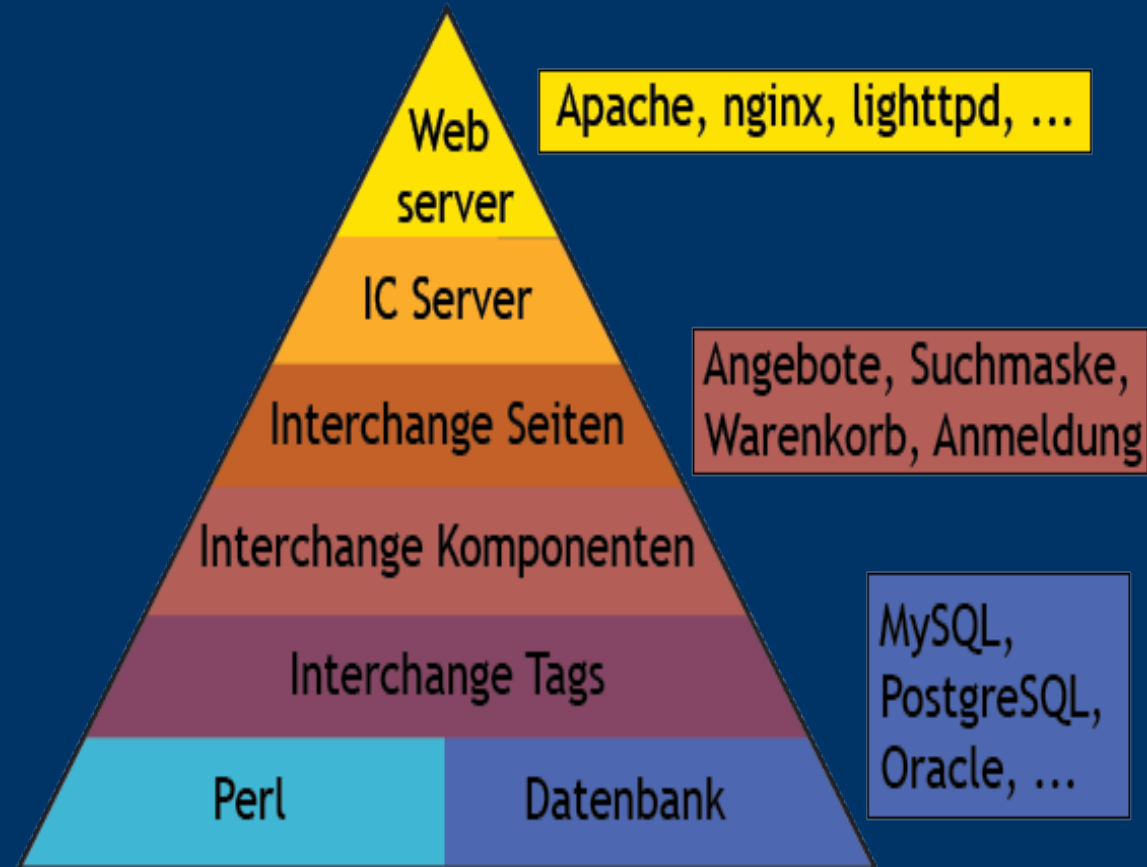 Web
server
Apache, nginx, lighttpd, ...
IC Server
Interchange Seiten
Angebote, Suchmaske,
Warenkorb, Anmeldung
Interchange Komponenten
Interchange Tags
MySQL,
PostgreSQL,
Oracle, ...
Perl
Datenbank